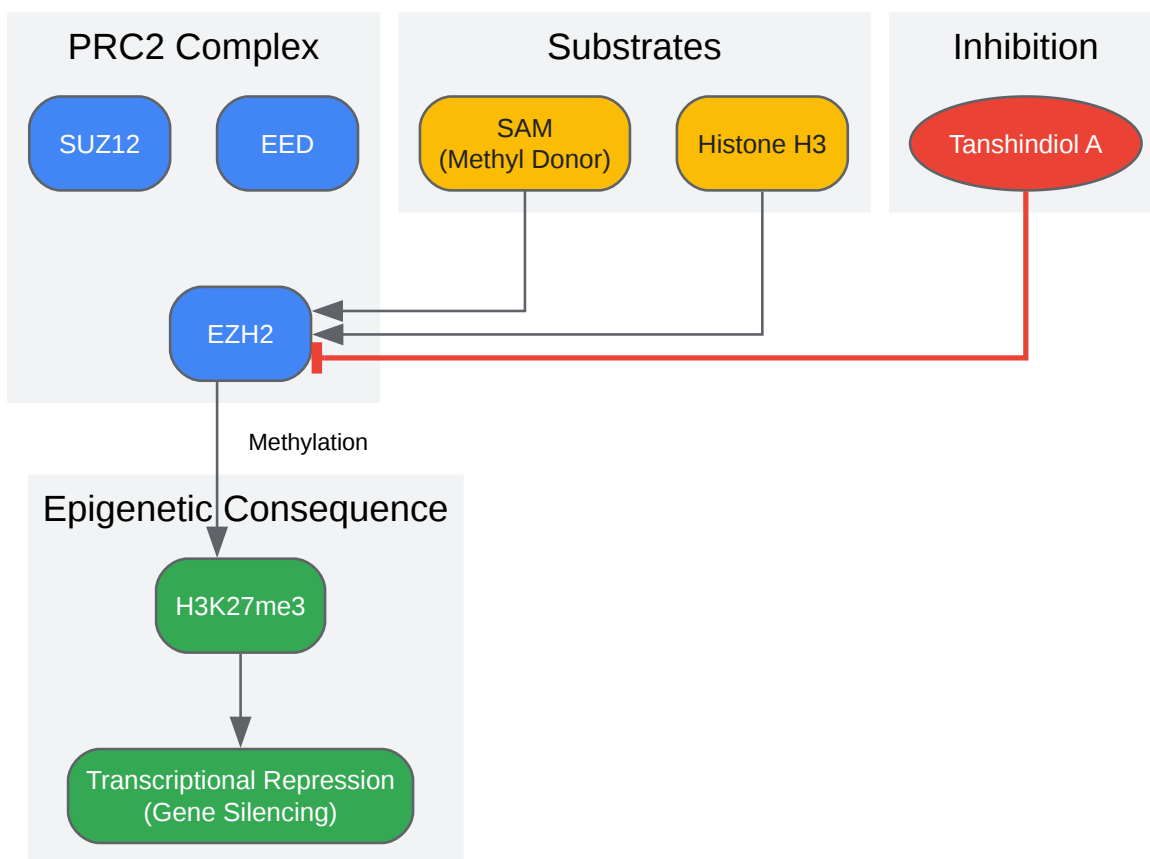 PRC2 Complex
SUZ12
EED
EZH2
Substrates
SAM
(Methyl Donor)
Histone H3
Inhibition
Tanshindiol A
Methylation
Epigenetic Consequence
H3K27me3
Transcriptional Repression
(Gene Silencing)